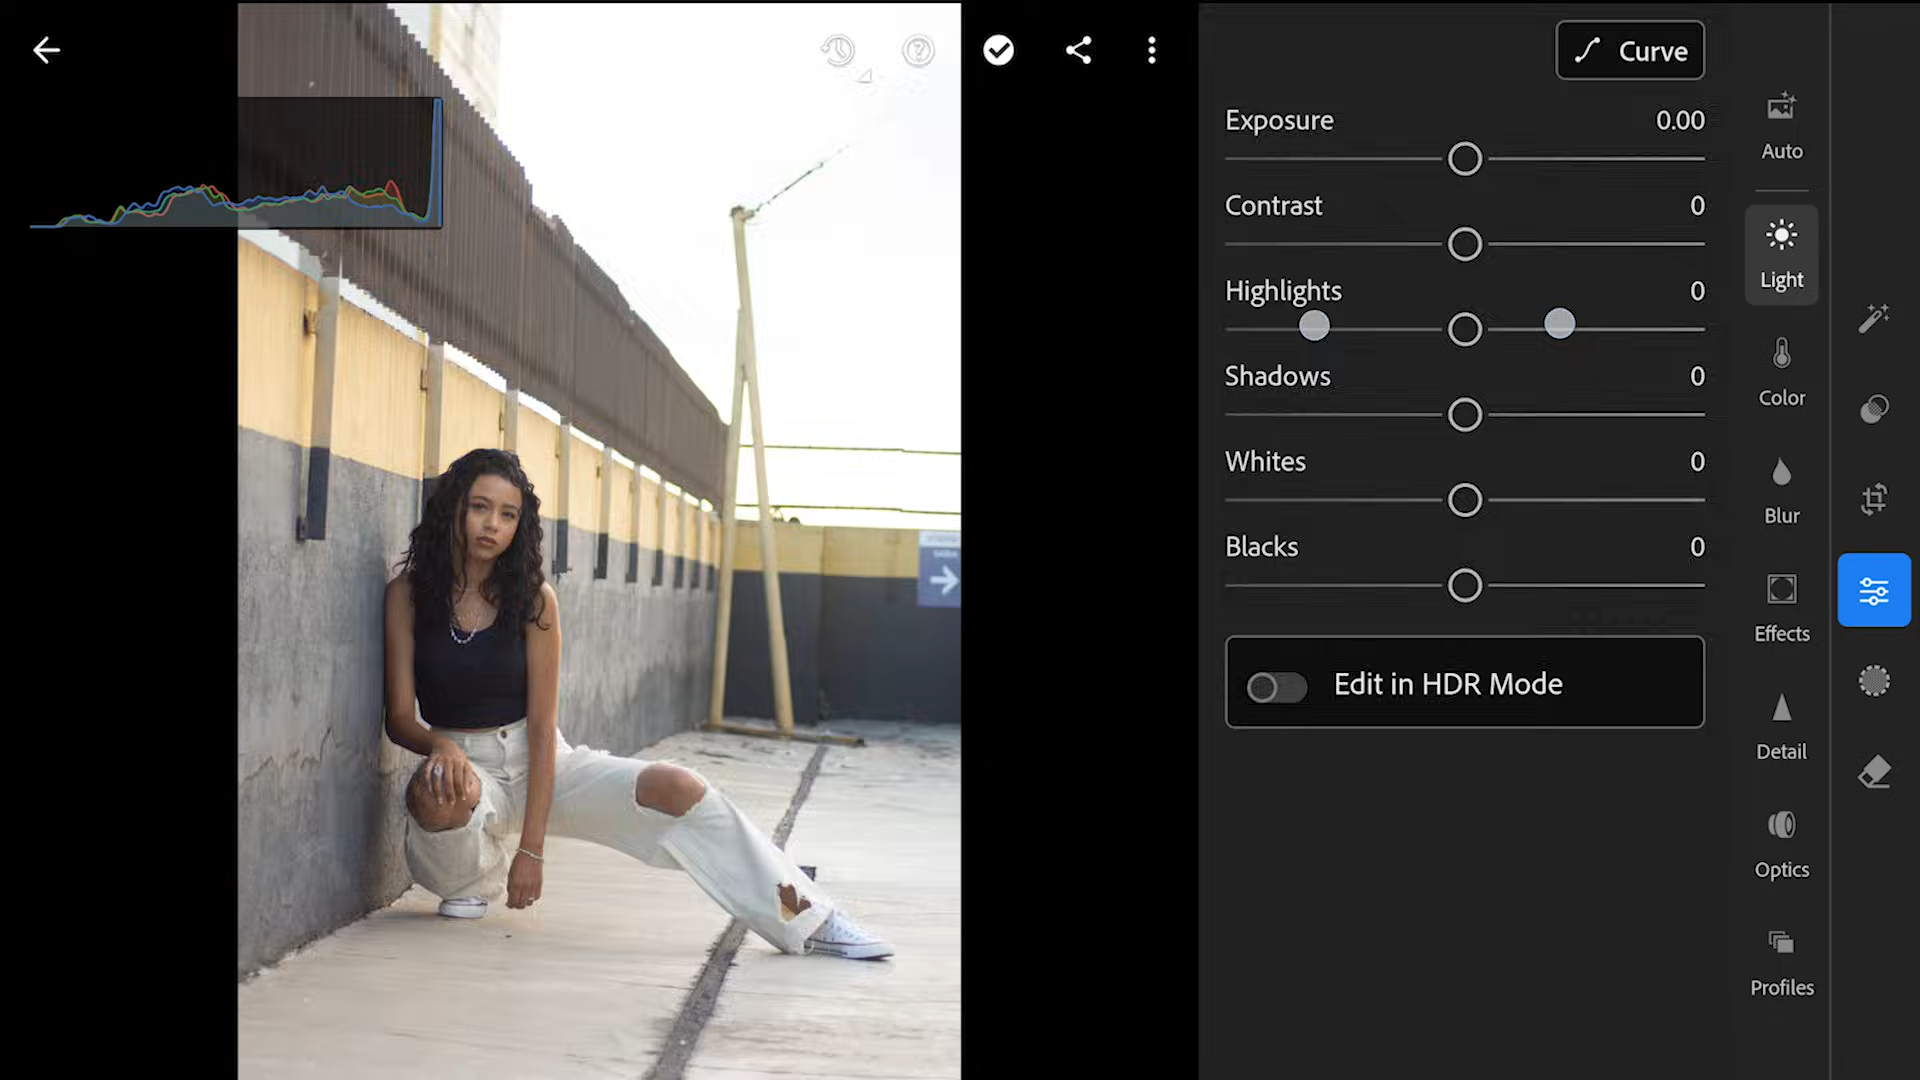 Curve
Exposure 0.00
Contrast 0
Highlights 0
Shadows 0
Whites 0
Blacks 0
Edit in HDR Mode
Auto
Light
Color
Blur
Effects
Detail
Optics
Profiles